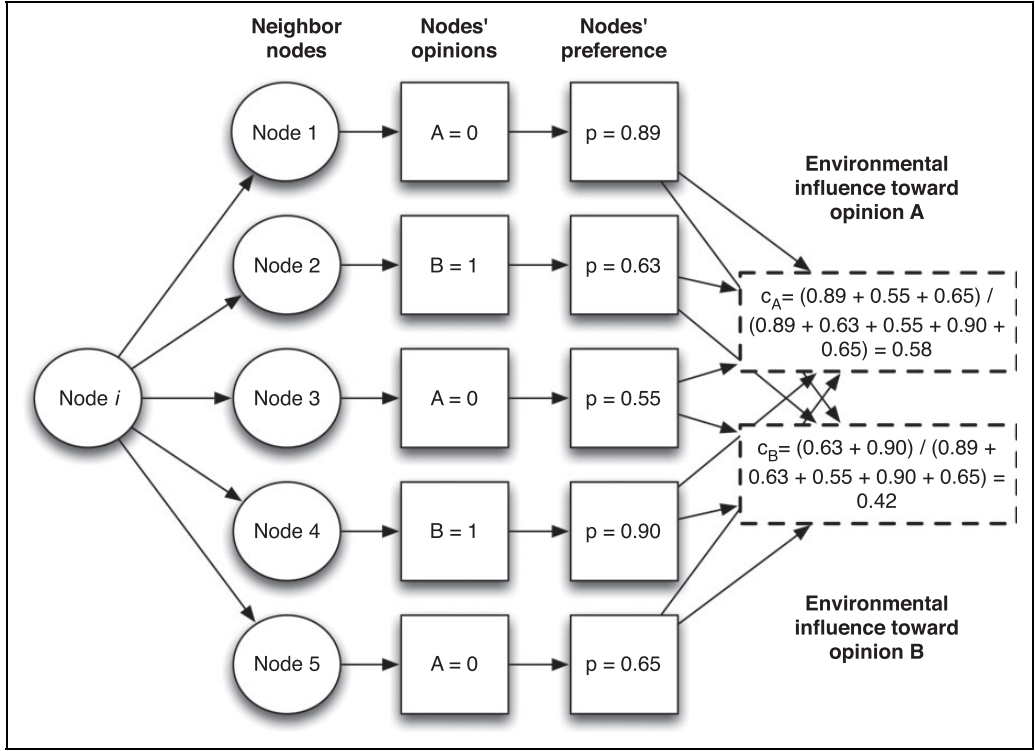 Neighbor
nodes
Nodes'
opinions
Nodes'
preference
Node 1
A = 0
p = 0.89
Environmental
influence toward
opinion A
Node 2
B = 1
p = 0.63
cA= (0.89 + 0.55 + 0.65) /
(0.89 + 0.63 + 0.55 + 0.90 +
0.65) = 0.58
Node i
Node 3
A = 0
p = 0.55
cB= (0.63 + 0.90) / (0.89 +
0.63 + 0.55 + 0.90 + 0.65) =
0.42
Node 4
B = 1
p = 0.90
Environmental
influence toward
opinion B
Node 5
A = 0
p = 0.65